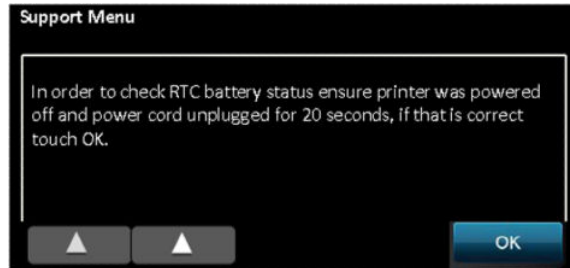 Support Menu
In order to check RTC battery status ensure printer was powered
off and power cord unplugged for 20 seconds, if that is correct
touch OK.
OK